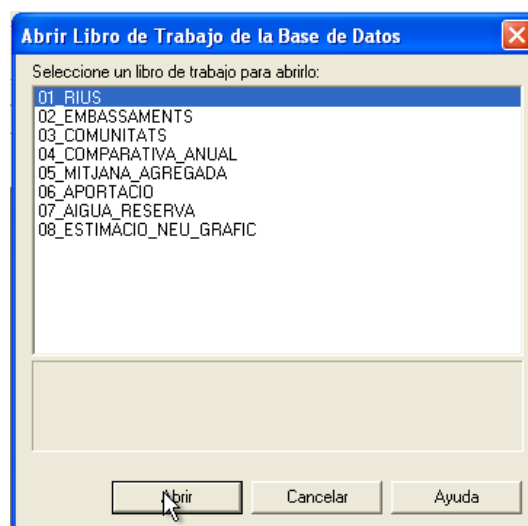 Abrir Libro de Trabajo de la Base de Datos
Seleccione un libro de trabajo para abrirlo:
01_RIUS
02_EMBASSAMENTS
03_COMUNITATS
04_COMPARATIVA_ANUAL
05_MITJANA_AGREGADA
06_APORTACIO
07_AIGUA_RESERVA
08_ESTIMACIO_NEU_GRAFIC
Abrir Cancelar Ayuda